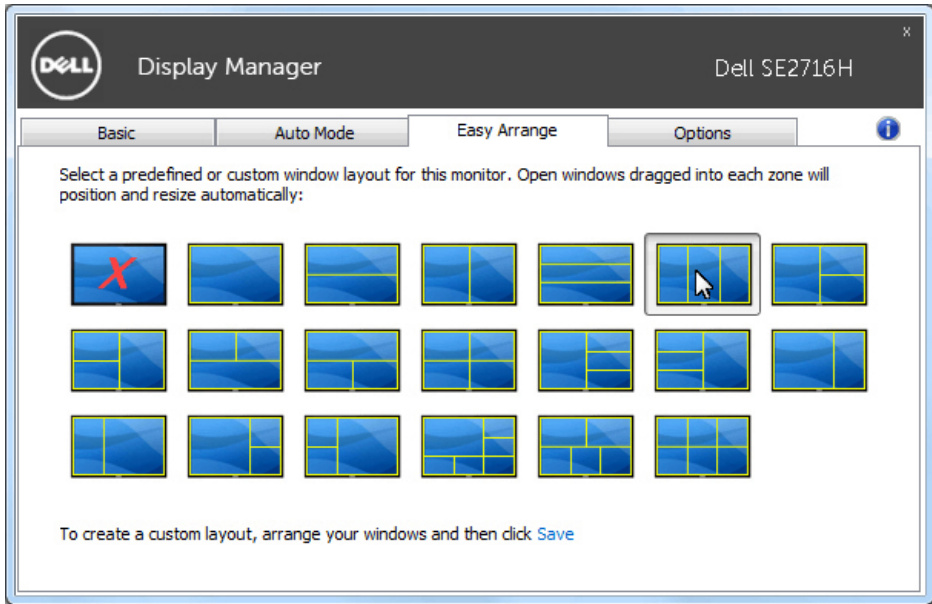 x
DELL
Display Manager
Dell SE2716H
Basic
Auto Mode
Easy Arrange
Options
i
Select a predefined or custom window layout for this monitor. Open windows dragged into each zone will
position and resize automatically:
X
To create a custom layout, arrange your windows and then click Save